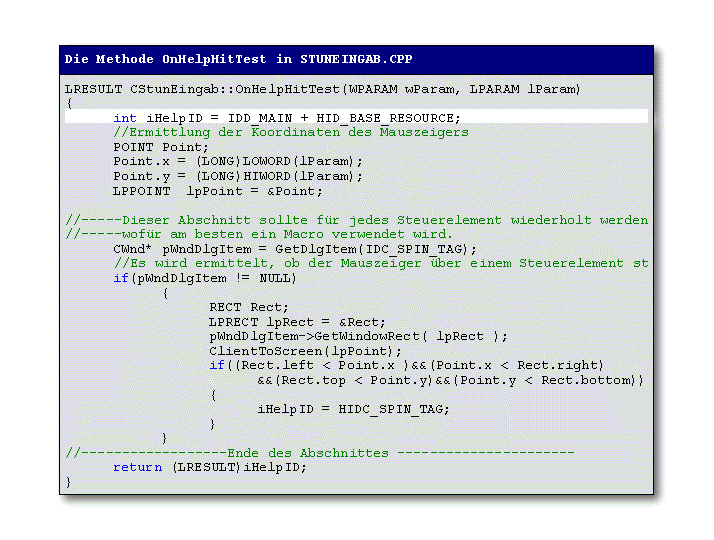 Die Methode OnHelpHitTest in STUNEINGAB.CPP
LRESULT CStunEingab::OnHelpHitTest(WPARAM wParam, LPARAM lParam)
{
int iHelpID = IDD_MAIN + HID_BASE_RESOURCE;
//Ermittlung der Koordinaten des Mauszeigers
POINT Point;
Point.x = (LONG)LOWORD(lParam);
Point.y = (LONG)HIWORD(lParam);
LPPOINT  lpPoint = &Point;
//-----Dieser Abschnitt sollte für jedes Steuerelement wiederholt werden
//-----wofür am besten ein Macro verwendet wird.
CWnd* pWndDlgItem = GetDlgItem(IDC_SPIN_TAG);
//Es wird ermittelt, ob der Mauszeiger über einem Steuerelement st
if(pWndDlgItem != NULL)
{
RECT Rect;
LPRECT lpRect = &Rect;
pWndDlgItem->GetWindowRect( lpRect );
ClientToScreen(lpPoint);
if((Rect.left < Point.x )&&(Point.x < Rect.right)
&&(Rect.top < Point.y)&&(Point.y < Rect.bottom))
{
iHelpID = HIDC_SPIN_TAG;
}
}
//------------------Ende des Abschnittes ----------------------
return (LRESULT)iHelpID;
}